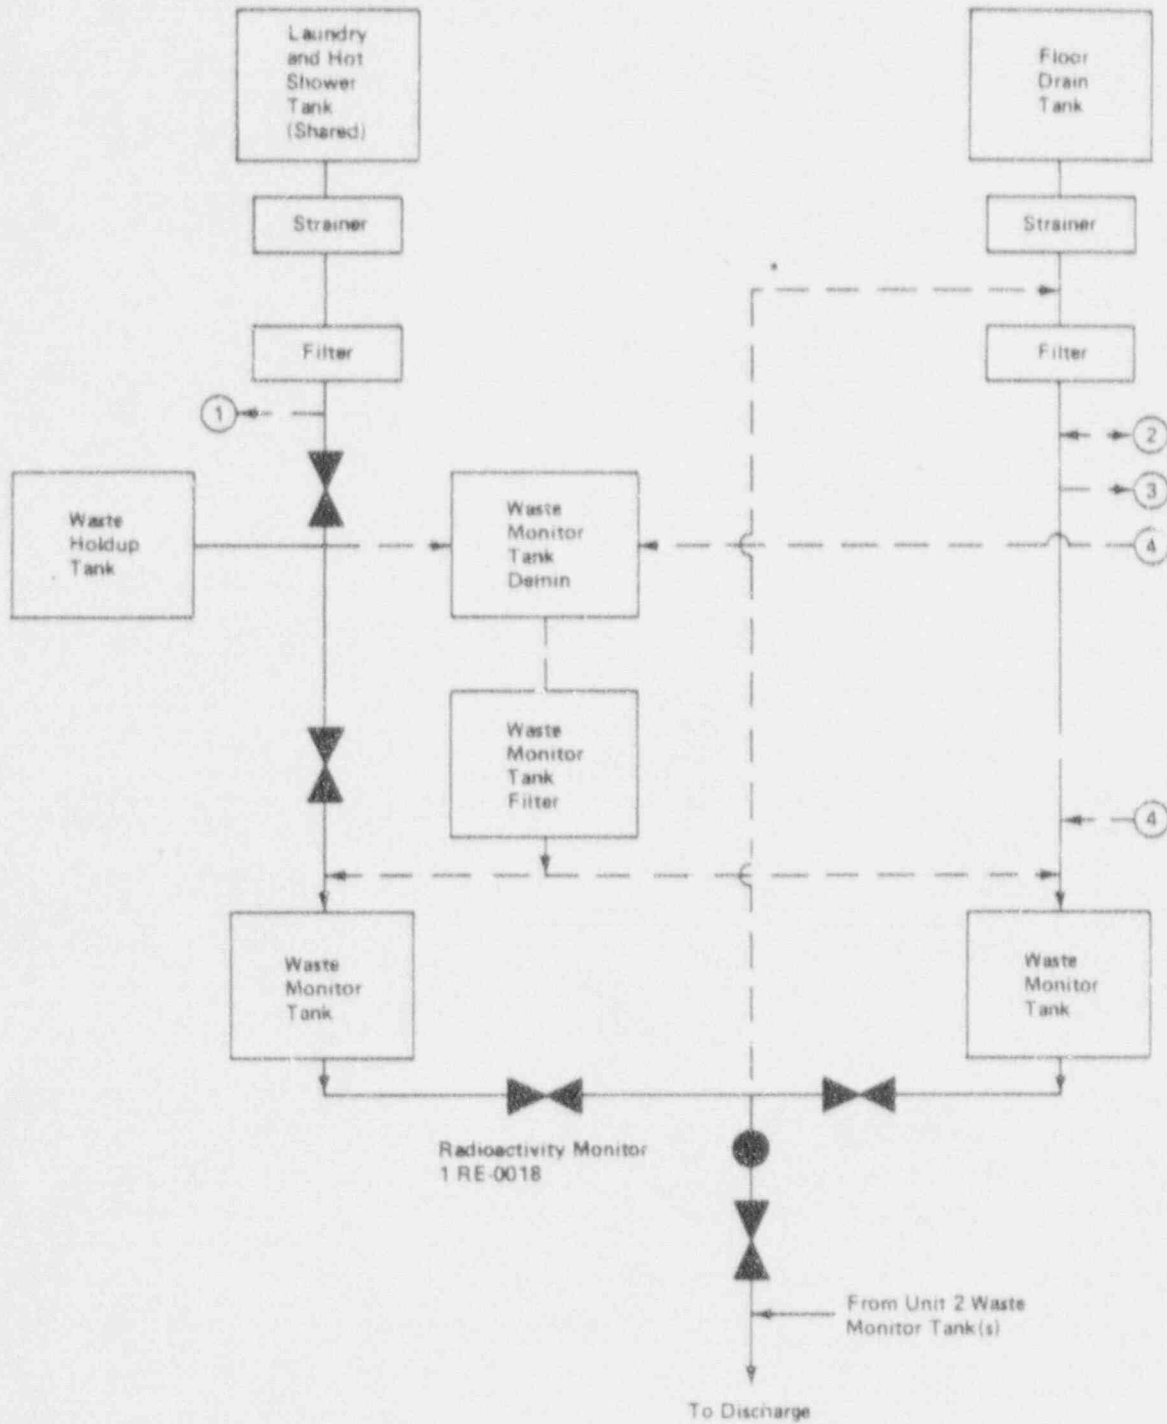 Laundry
and Hot
Shower
Tank
(Shared)
Floor
Drain
Tank
Strainer
Strainer
Filter
Filter
1
2
3
Waste
Holdup
Tank
Waste
Monitor
Tank
Demin
4
Waste
Monitor
Tank
Filter
4
Waste
Monitor
Tank
Waste
Monitor
Tank
Radioactivity Monitor
1 RE-0018
From Unit 2 Waste
Monitor Tank(s)
To Discharge